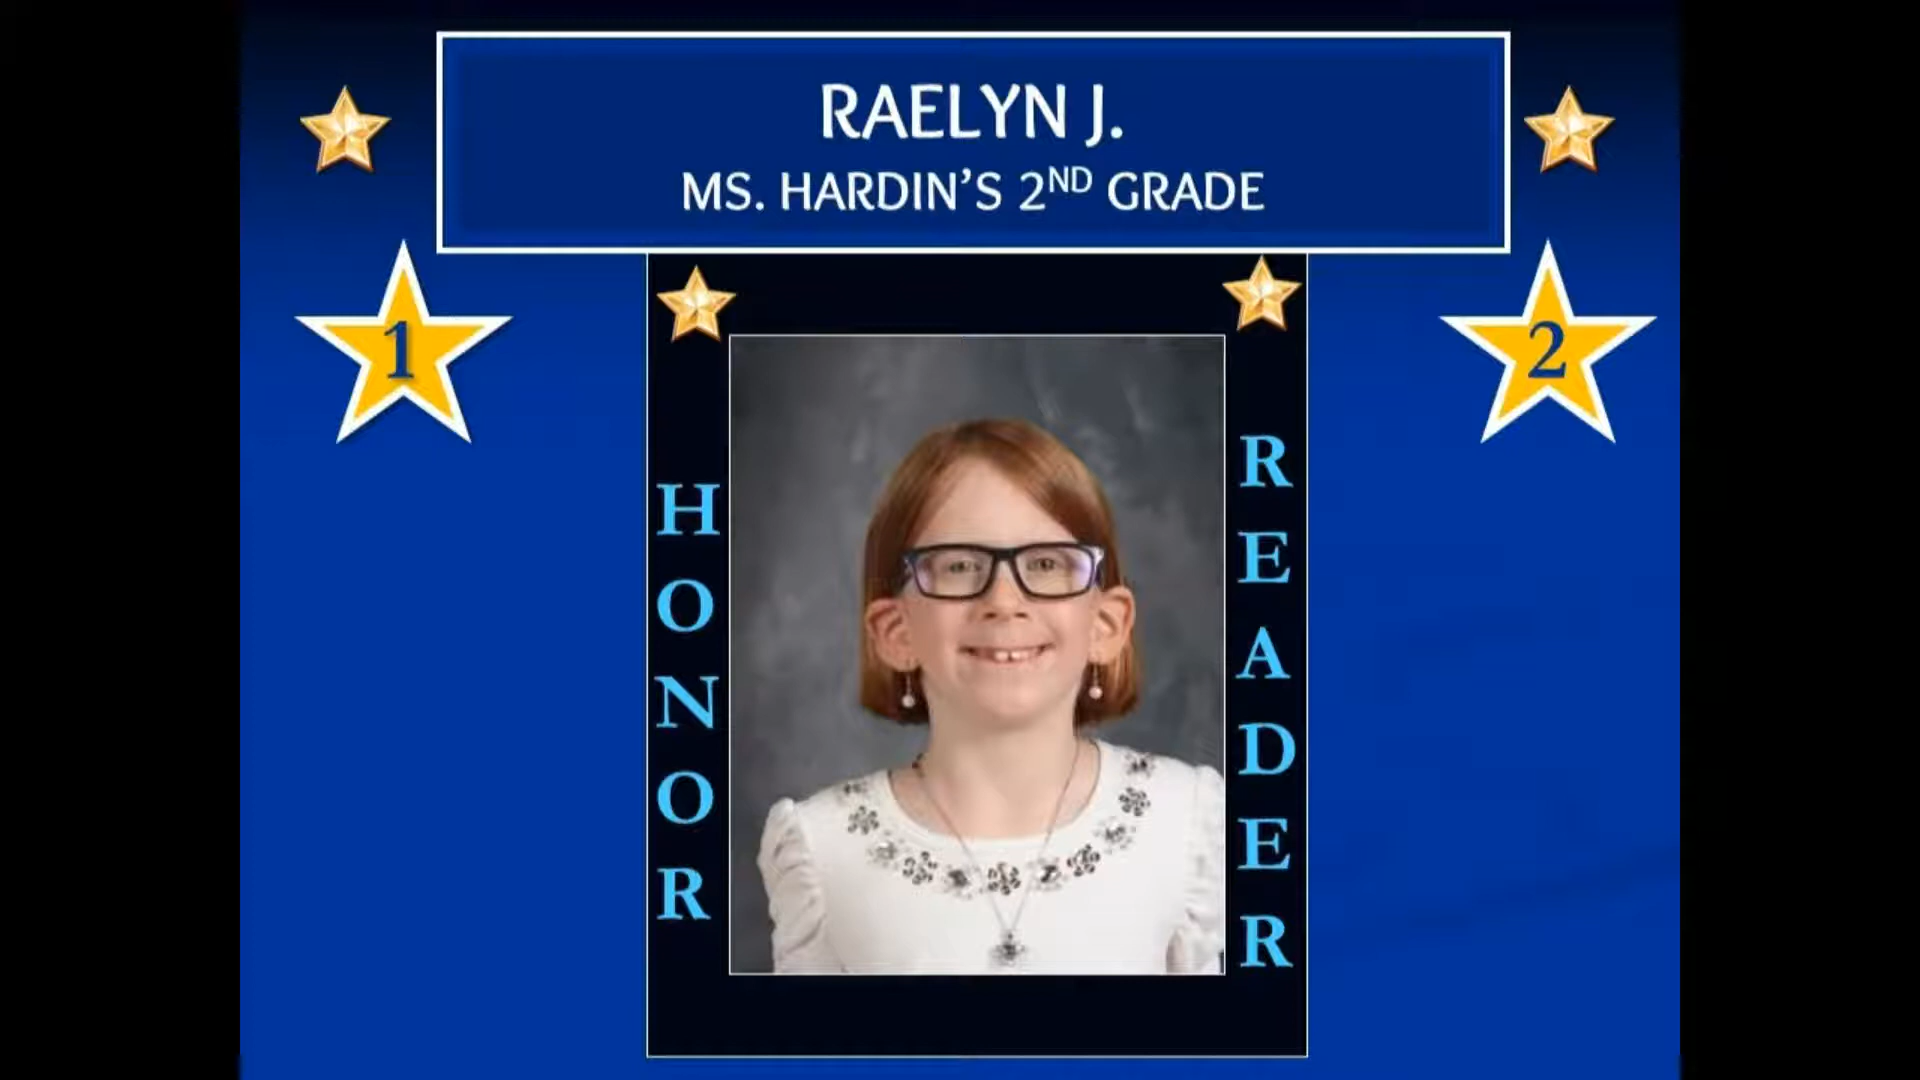 RAELYN J.
MS. HARDIN'S 2ND GRADE
1
2
HONOR
READER